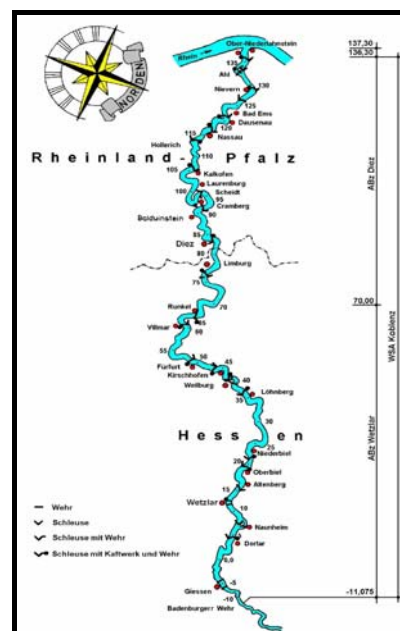 Ober-Niederlahnstein
137,30
136,30
Rhein
135
Ahl
130
Nievern
125
Bad Ems
120
Dausenau
115
Nassau
Hollerich
110
Rheinland-Pfalz
105
Kalkofen
Laurenburg
100
Scheidt
95
Cramberg
90
Balduinstein
85
Diez
80
Limburg
75
70
Runkel
70,00
65
Villmar
60
55
50
Fürfurt
45
Kirschhofen
40
Weilburg
35
Löhnberg
30
Hessen
25
Niederbiel
20
Oberbiel
Altenberg
15
Wetzlar
10
Naunheim
Dorlar
0,0
Giessen
-5
-10
-11,075
Badenburgerr Wehr
NORDEN
Wehr
Schleuse
Schleuse mit Wehr
Schleuse mit Kaftwerk und Wehr
ABz Diez
ABz Wetzlar
WSA Koblenz